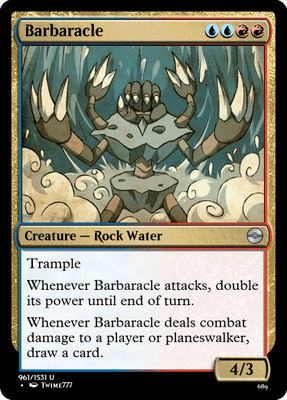 Barbaracle
Creature — Rock Water
Trample
Whenever Barbaracle attacks, double
its power until end of turn.
Whenever Barbaracle deals combat
damage to a player or planeswalker,
draw a card.
4/3
961/1531 U
• Twime777
689